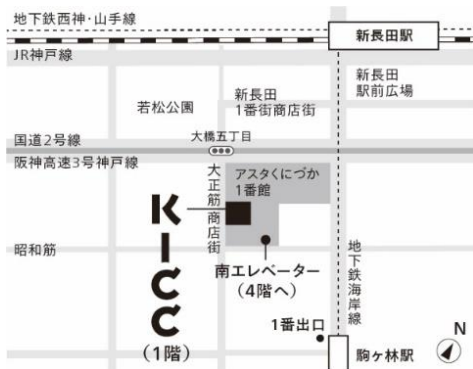 地下鉄西神・山手線
新長田駅
JR神戸線
新長田
駅前広場
若松公園
新長田
1番街商店街
国道2号線
大橋五丁目
阪神高速3号神戸線
アスタくにづか
1番館
大正筋商店街
KICC
(1階)
昭和筋
南エレベーター
(4階へ)
地下鉄海岸線
1番出口
駒ヶ林駅
N